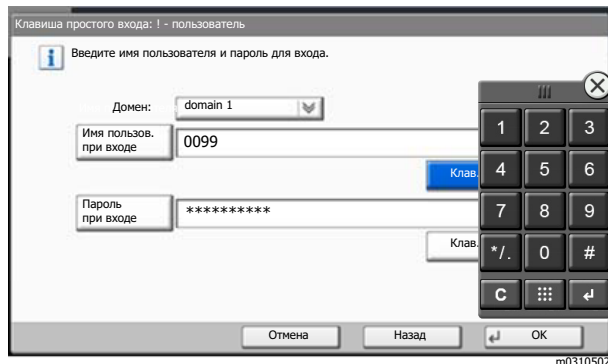 Клавиша простого входа: ! - пользователь
Введите имя пользователя и пароль для входа.
Домен: domain 1
Имя пользов.
при входе
0099
Клав.
Пароль
при входе
**********
Клав.
1 2 3
4 5 6
7 8 9
*/. 0 #
C
Отмена Назад OK
m0310502